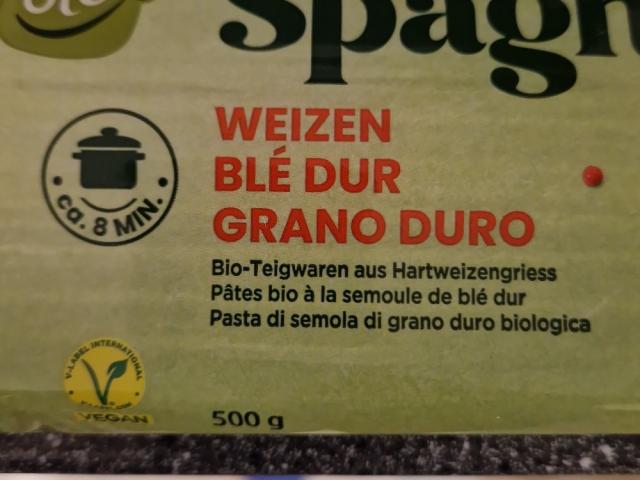 Spagh
WEIZEN
BLÉ DUR
GRANO DURO
ca. 8 MIN.
Bio-Teigwaren aus Hartweizengriess
Pâtes bio à la semoule de blé dur
Pasta di semola di grano duro biologica
V-LABEL INTERNATIONAL
VEGAN
500 g